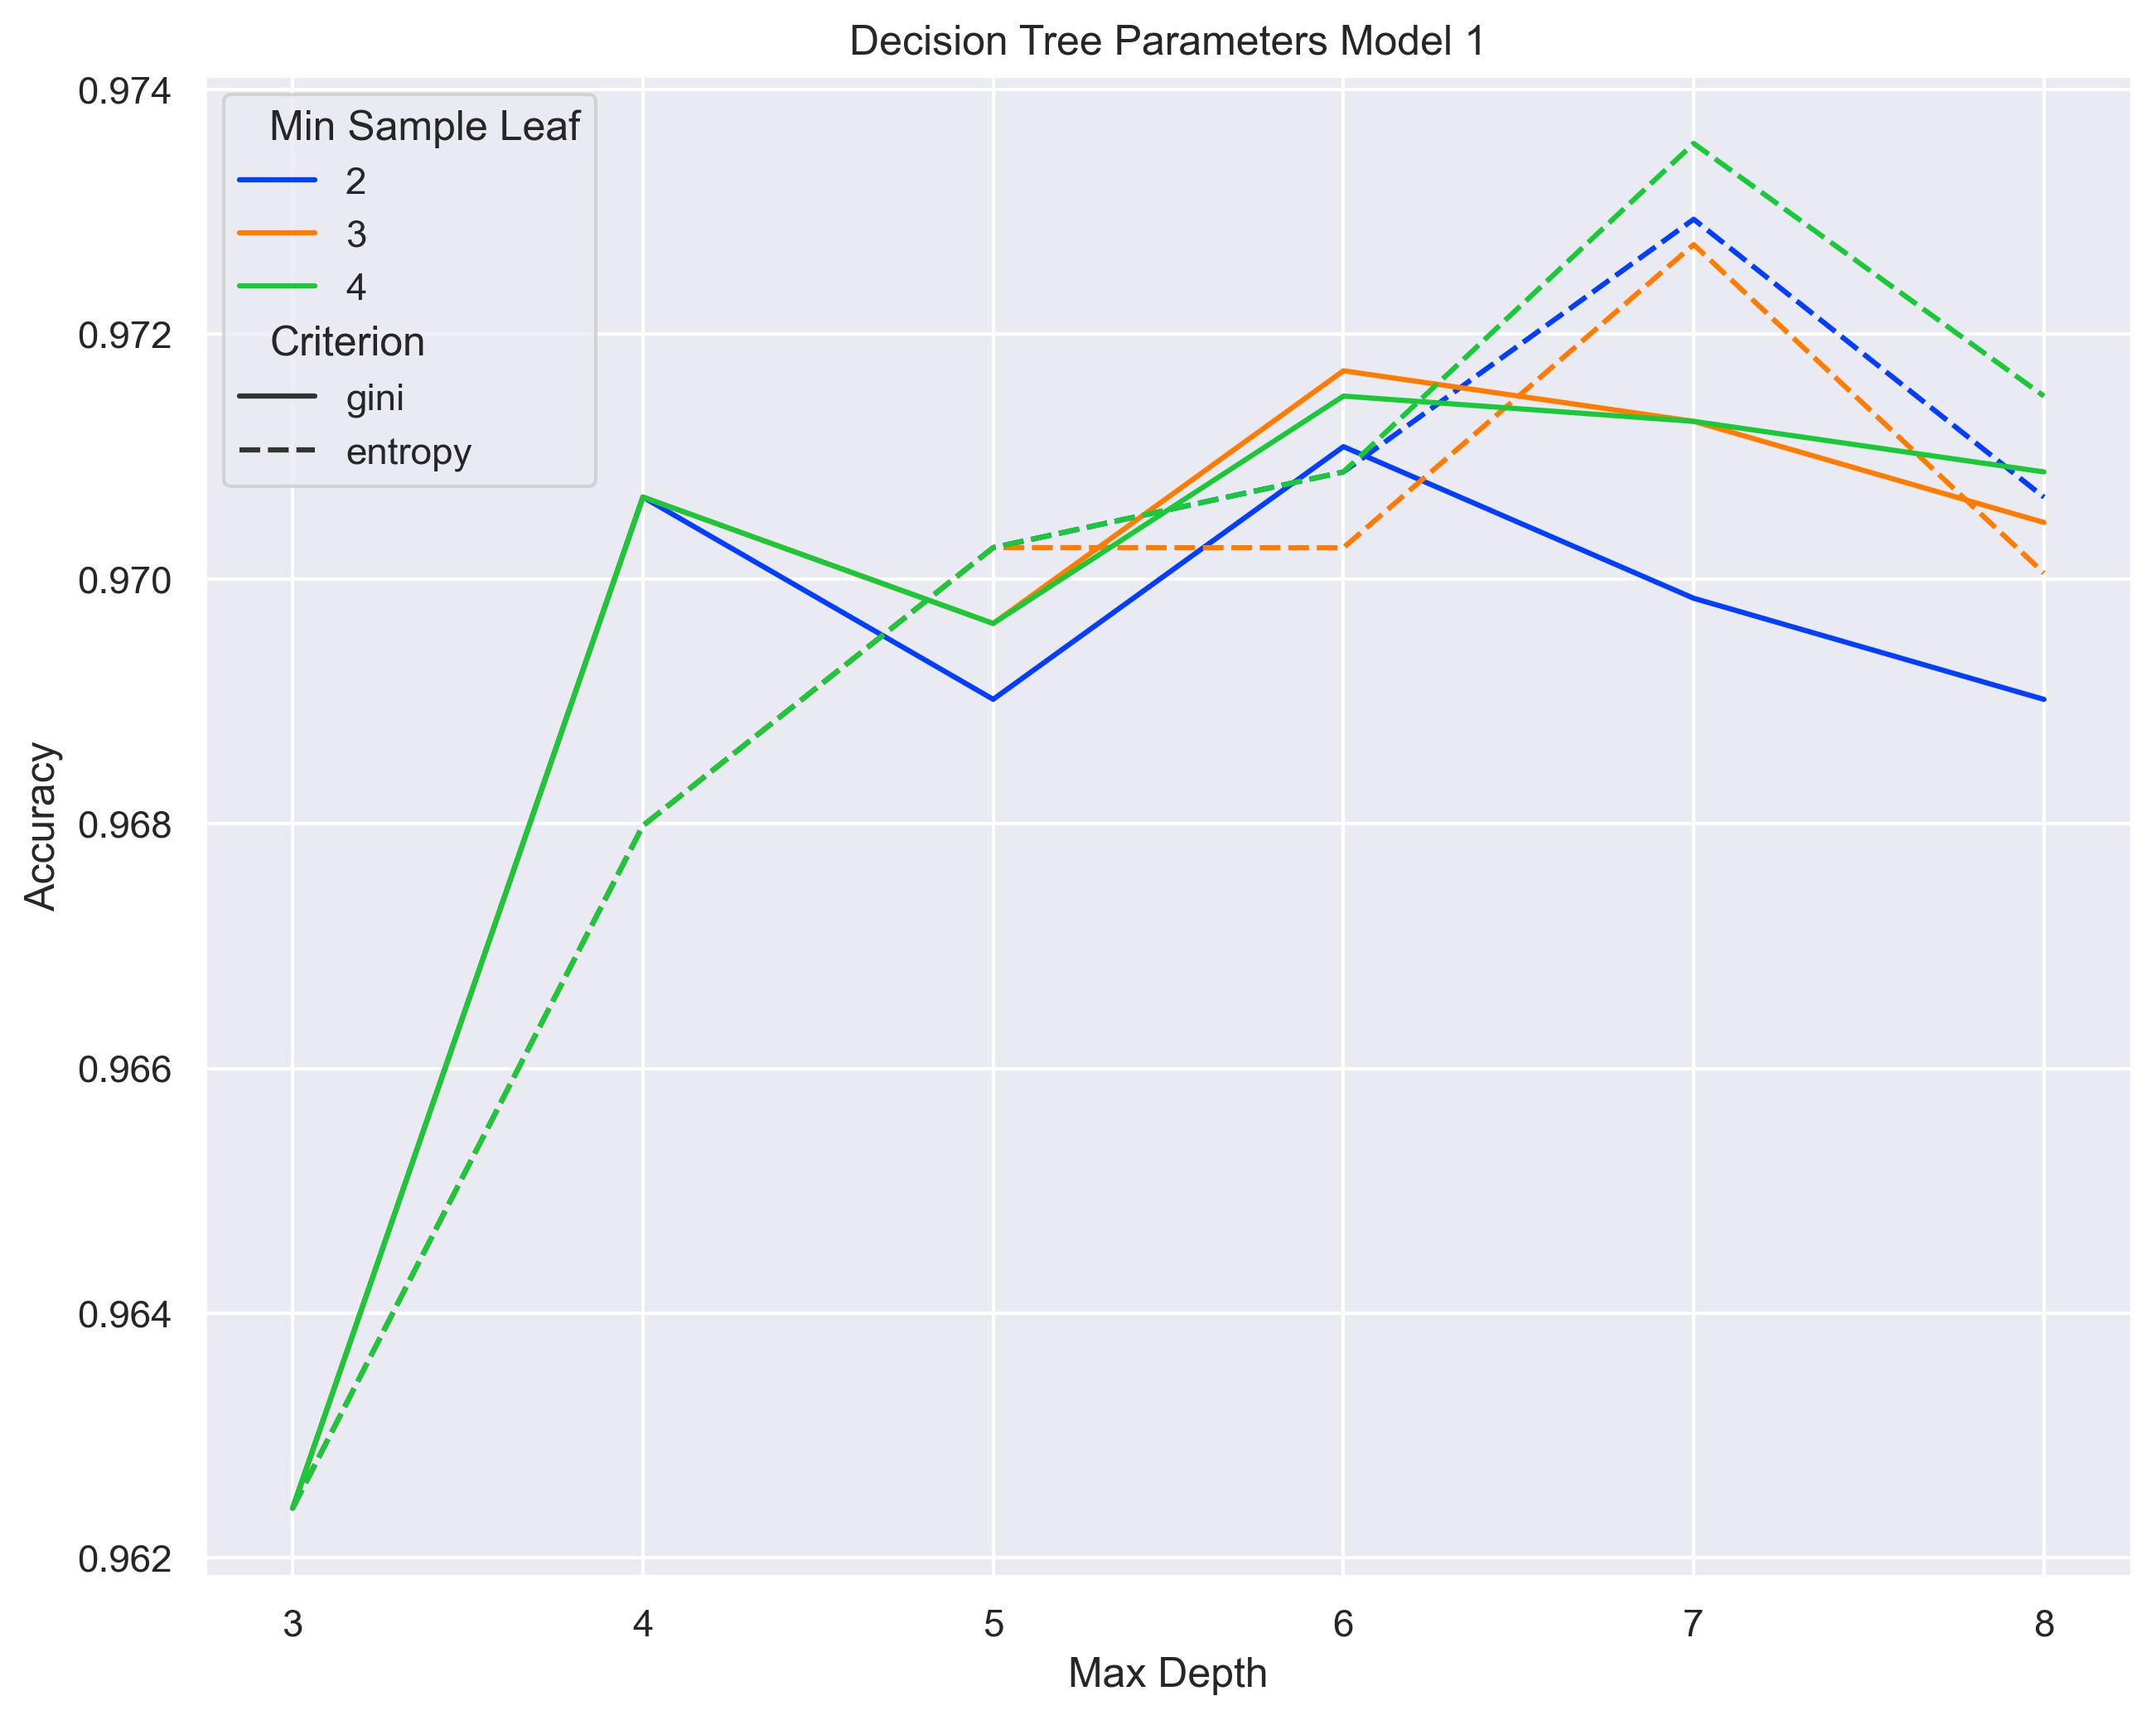 Decision Tree Parameters Model 1
0.974
0.972
0.970
0.968
0.966
0.964
0.962
Accuracy
Min Sample Leaf
2
3
4
Criterion
gini
entropy
3 4 5 6 7 8
Max Depth